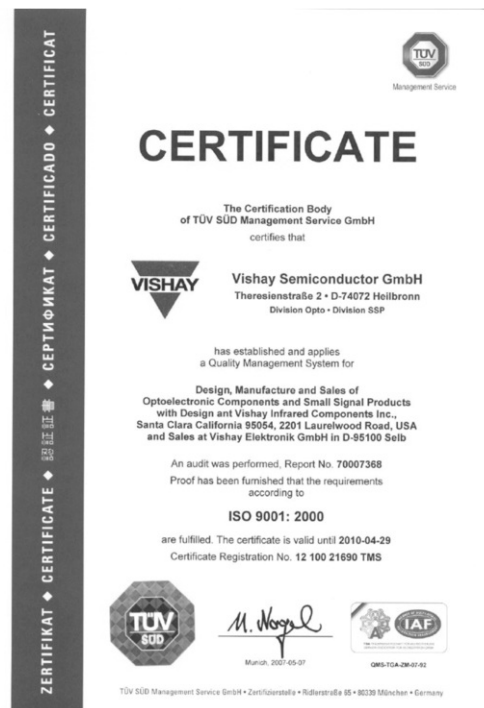 TÜV
SÜD
Management Service
CERTIFICATE
The Certification Body
of TÜV SÜD Management Service GmbH
certifies that
VISHAY
Vishay Semiconductor GmbH
Theresienstraße 2 • D-74072 Heilbronn
Division Opto • Division SSP
has established and applies
a Quality Management System for
Design, Manufacture and Sales of
Optoelectronic Components and Small Signal Products
with Design ant Vishay Infrared Components Inc.,
Santa Clara California 95054, 2201 Laurelwood Road, USA
and Sales at Vishay Elektronik GmbH in D-95100 Selb
An audit was performed, Report No. 70007368
Proof has been furnished that the requirements
according to
ISO 9001: 2000
are fulfilled. The certificate is valid until 2010-04-29
Certificate Registration No. 12 100 21690 TMS
TÜV
SÜD
M. Nagel
Munich, 2007-05-07
IAF
QMS-TGA-ZM-07-92
TÜV SÜD Management Service GmbH • Zertifizierstelle • Ridlerstraße 65 • 80339 München • Germany
ZERTIFIKAT ◆ CERTIFICATE ◆ 認証証書 ◆ СЕРТИФИКАТ ◆ CERTIFICADO ◆ CERTIFICAT